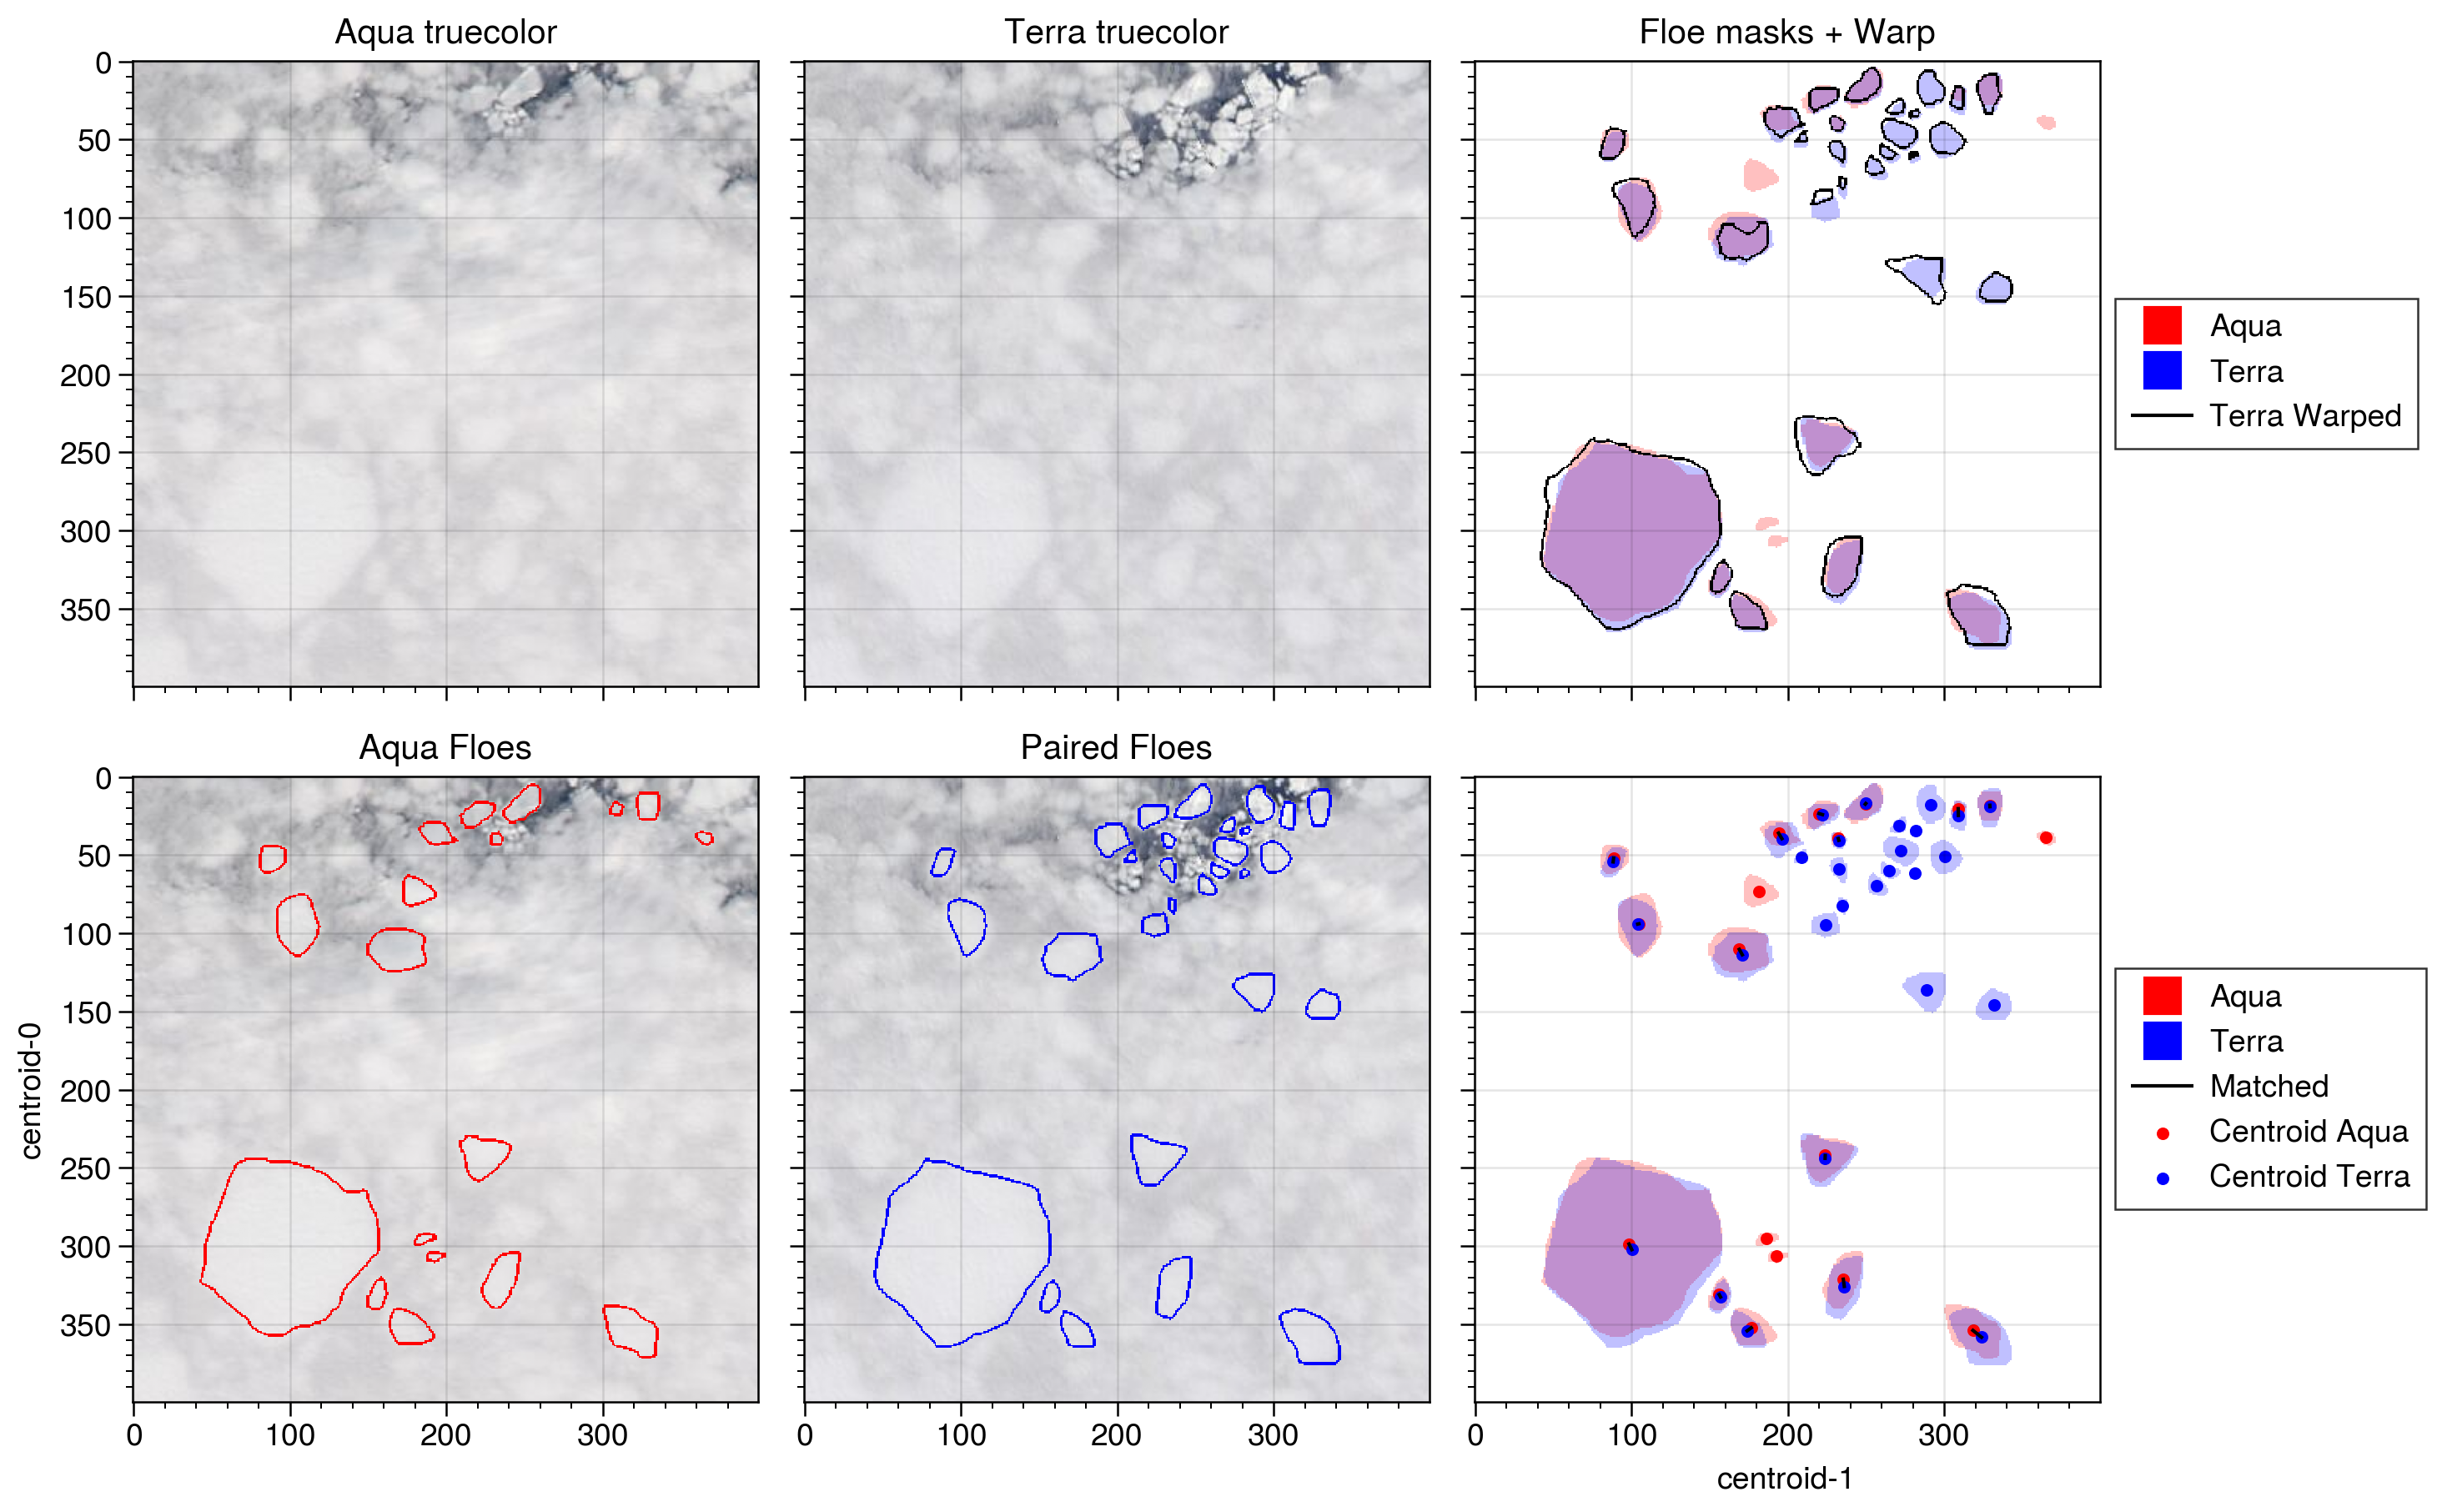 Aqua truecolor
Terra truecolor
Floe masks + Warp
0
50
100
150
200
250
300
350
Aqua
Terra
Terra Warped
Aqua Floes
Paired Floes
0
50
100
150
200
250
300
350
centroid-0
Aqua
Terra
Matched
Centroid Aqua
Centroid Terra
0 100 200 300
0 100 200 300
0 100 200 300
centroid-1